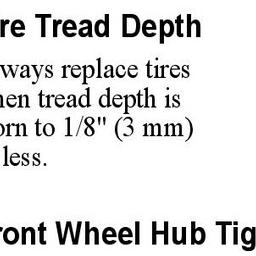 re Tread Depth
ways replace tires
en tread depth is
orn to 1/8" (3 mm)
less.
ront Wheel Hub Tig